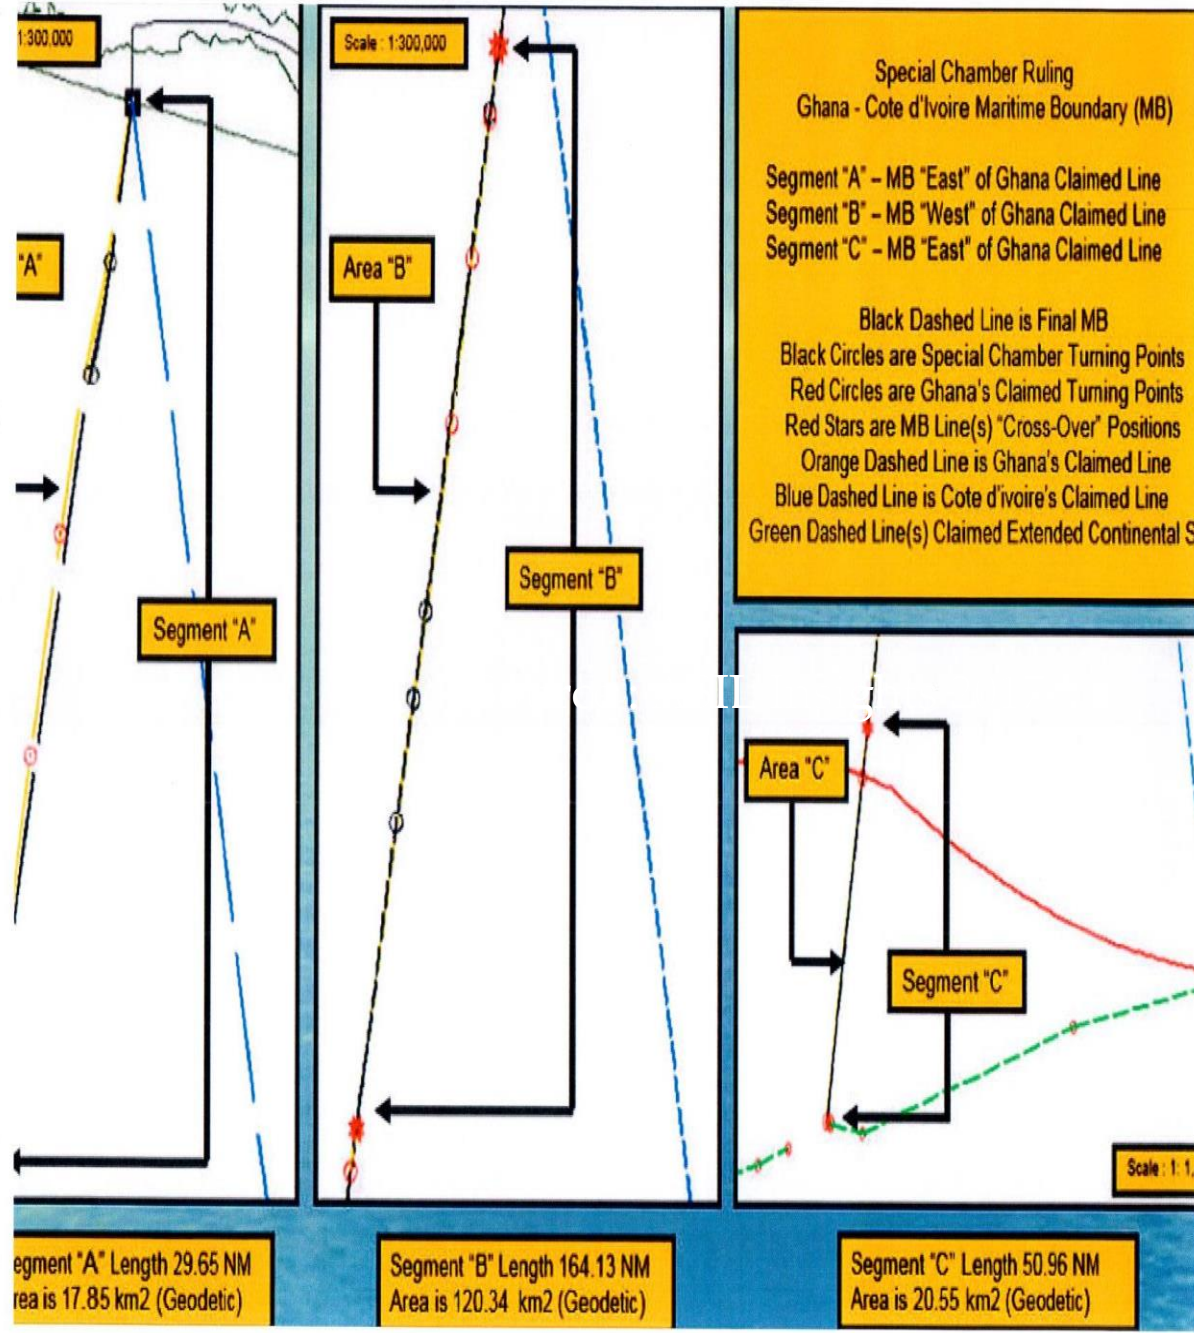 1:300,000
"A"
Segment "A"
egment "A" Length 29.65 NM
rea is 17.85 km2 (Geodetic)
Scale : 1:300,000
Area "B"
Segment "B"
Segment "B" Length 164.13 NM
Area is 120.34 km2 (Geodetic)
Special Chamber Ruling
Ghana - Cote d'Ivoire Maritime Boundary (MB)
Segment "A" – MB "East" of Ghana Claimed Line
Segment "B" – MB "West" of Ghana Claimed Line
Segment "C" – MB "East" of Ghana Claimed Line
Black Dashed Line is Final MB
Black Circles are Special Chamber Turning Points
Red Circles are Ghana's Claimed Turning Points
Red Stars are MB Line(s) "Cross-Over" Positions
Orange Dashed Line is Ghana's Claimed Line
Blue Dashed Line is Cote d'ivoire's Claimed Line
Green Dashed Line(s) Claimed Extended Continental S
Area "C"
Segment "C"
Scale : 1: 1,
Segment "C" Length 50.96 NM
Area is 20.55 km2 (Geodetic)